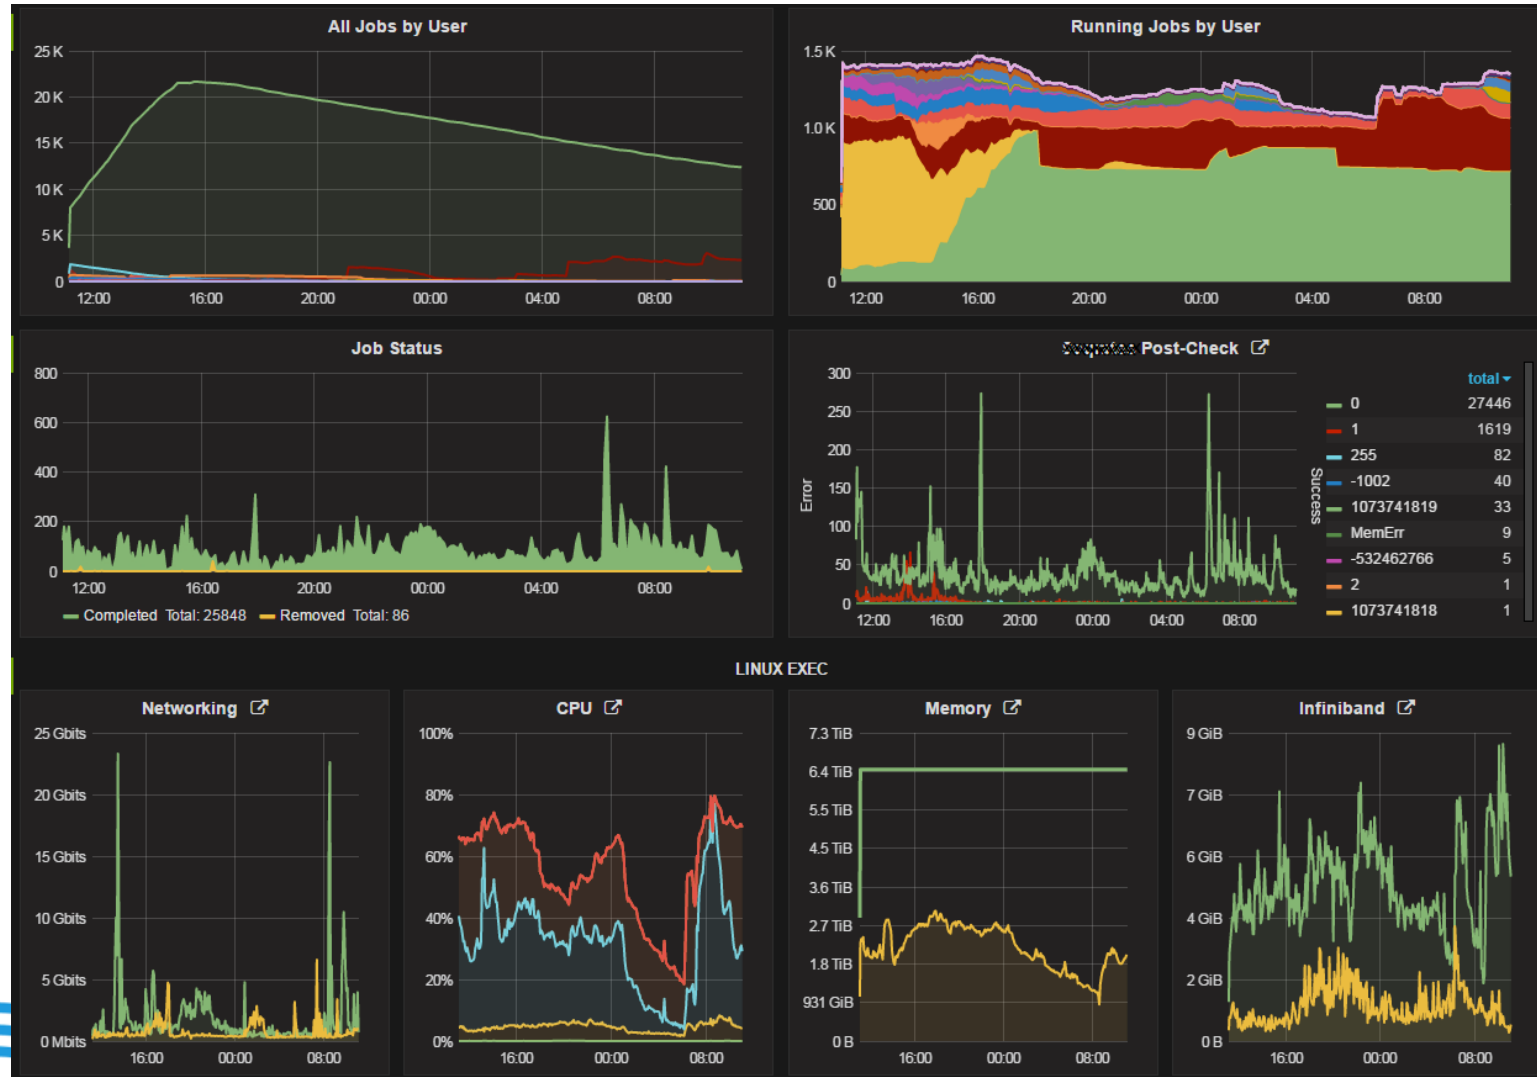 All Jobs by User
25 K
20 K
15 K
10 K
5 K
0
12:00 16:00 20:00 00:00 04:00 08:00
Running Jobs by User
1.5 K
1.0 K
500
0
12:00 16:00 20:00 00:00 04:00 08:00
Job Status
800
600
400
200
0
12:00 16:00 20:00 00:00 04:00 08:00
Completed Total: 25848 Removed Total: 86
Post-Check
300
250
200
150
100
50
0
Error
Success
12:00 16:00 20:00 00:00 04:00 08:00
total
0 27446
1 1619
255 82
-1002 40
1073741819 33
MemErr 9
-532462766 5
2 1
1073741818 1
LINUX EXEC
Networking
25 Gbits
20 Gbits
15 Gbits
10 Gbits
5 Gbits
0 Mbits
16:00 00:00 08:00
CPU
100%
80%
60%
40%
20%
0%
16:00 00:00 08:00
Memory
7.3 TiB
6.4 TiB
5.5 TiB
4.5 TiB
3.6 TiB
2.7 TiB
1.8 TiB
931 GiB
0 B
16:00 00:00 08:00
Infiniband
9 GiB
7 GiB
6 GiB
4 GiB
2 GiB
0 B
16:00 00:00 08:00